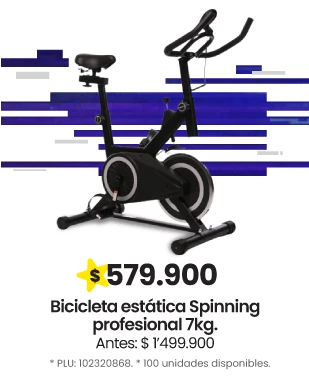 $ 579.900
Bicicleta estática Spinning
profesional 7kg.
Antes: $ 1'499.900
* PLU: 102320868. * 100 unidades disponibles.